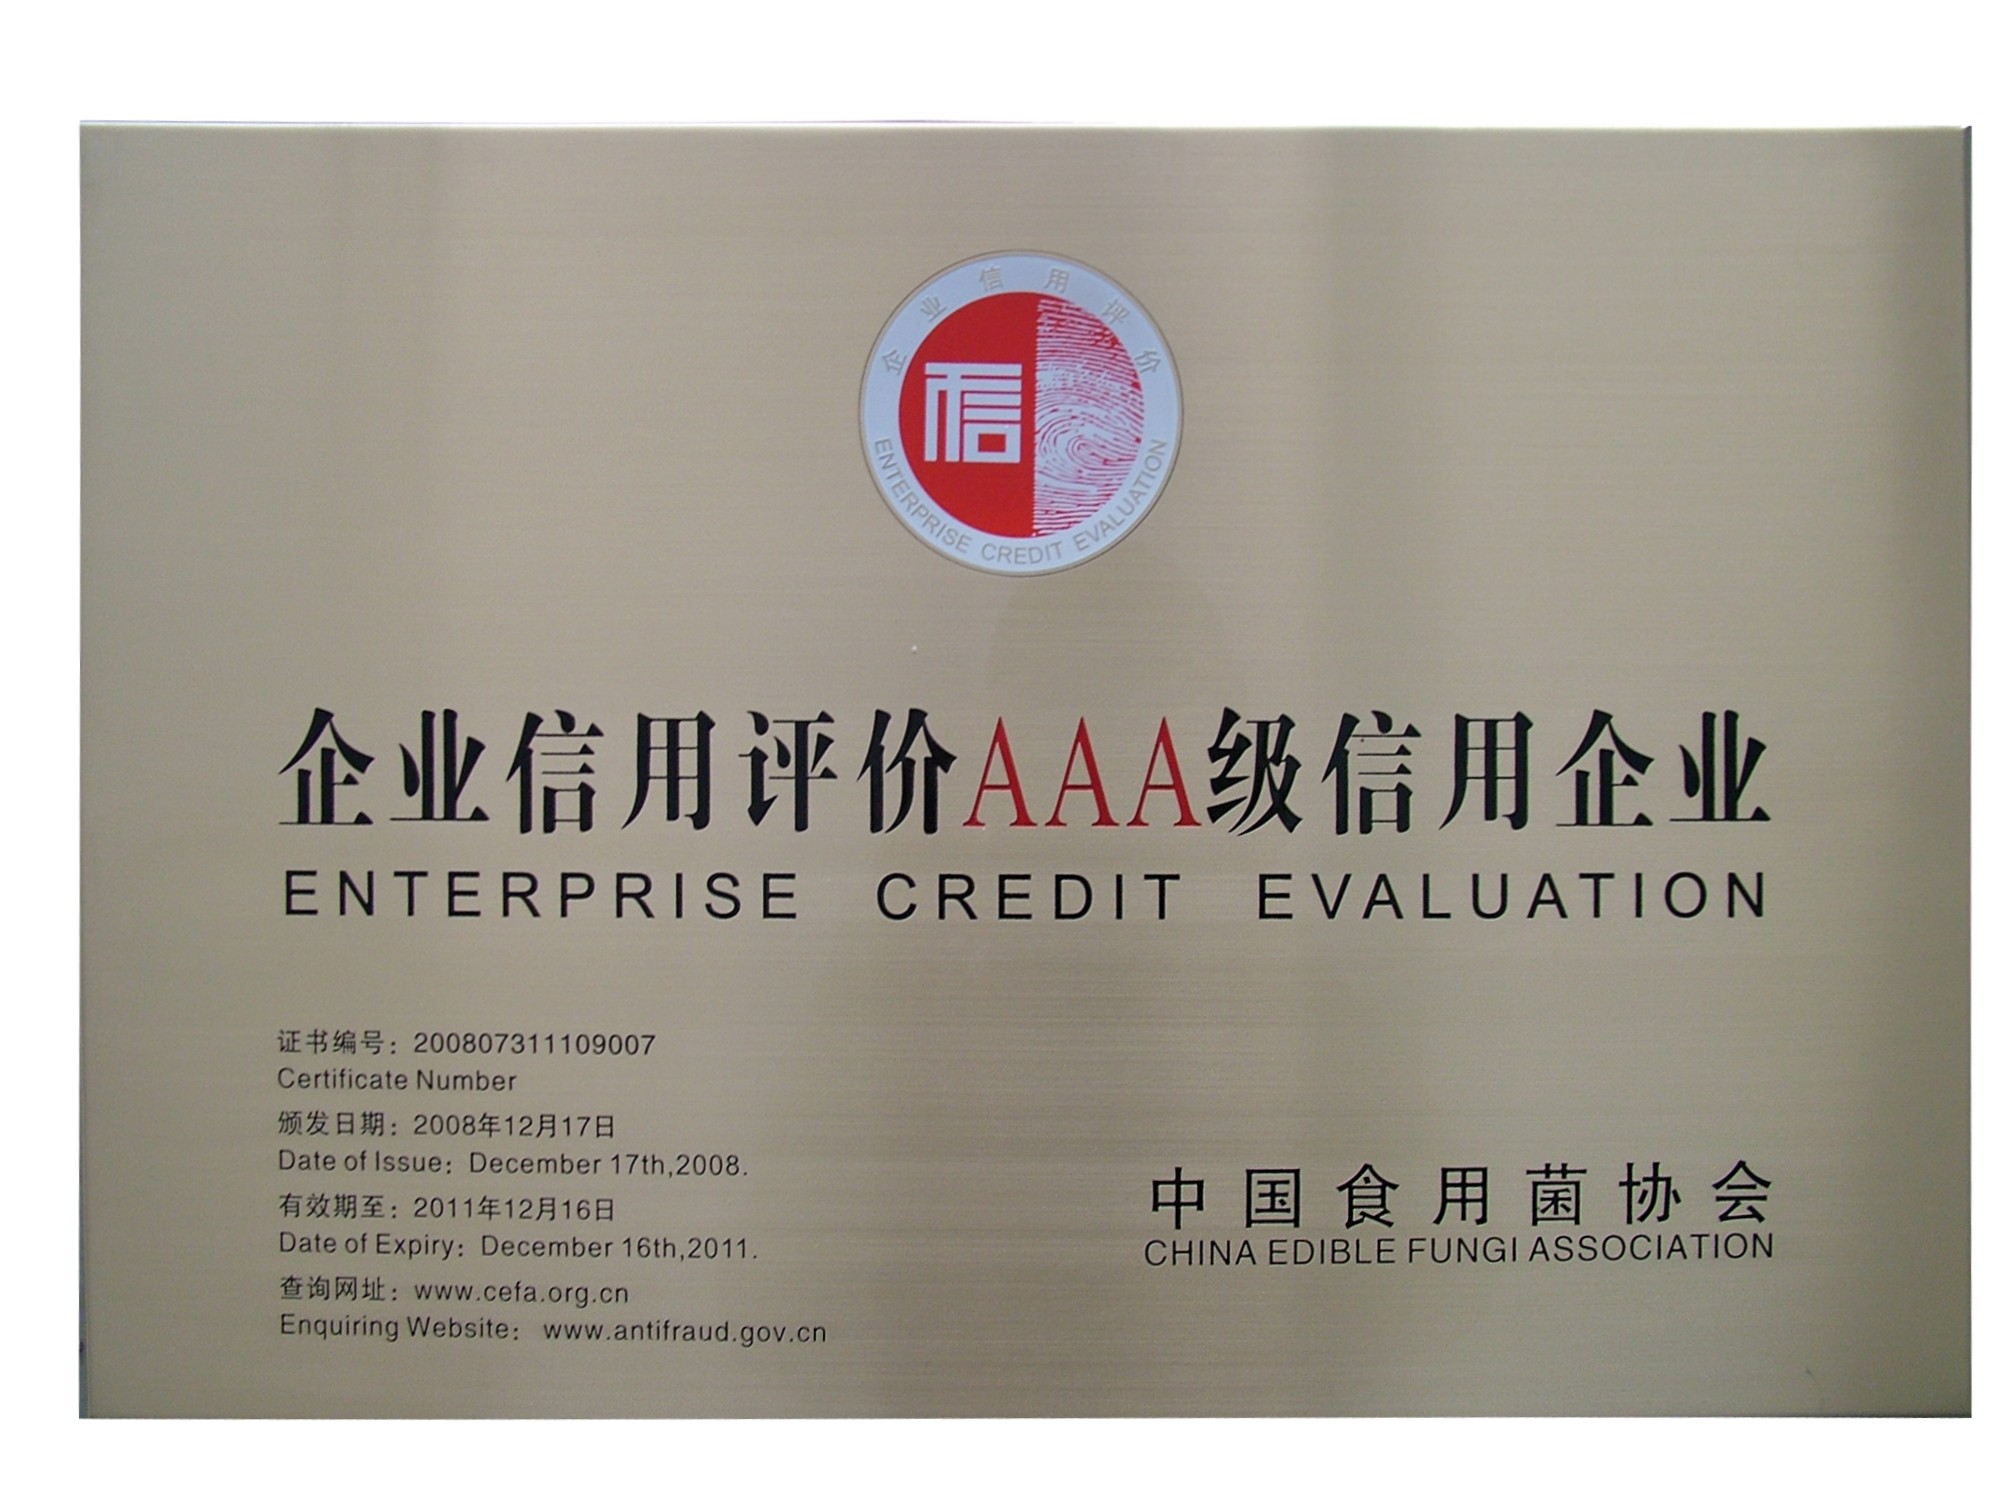 企业信用评价
信
ENTERPRISE CREDIT EVALUATION
企业信用评价AAA级信用企业
ENTERPRISE CREDIT EVALUATION
证书编号：200807311109007
Certificate Number
颁发日期：2008年12月17日
Date of Issue：December 17th,2008.
有效期至：2011年12月16日
Date of Expiry：December 16th,2011.
查询网址：www.cefa.org.cn
Enquiring Website： www.antifraud.gov.cn
中国食用菌协会
CHINA EDIBLE FUNGI ASSOCIATION